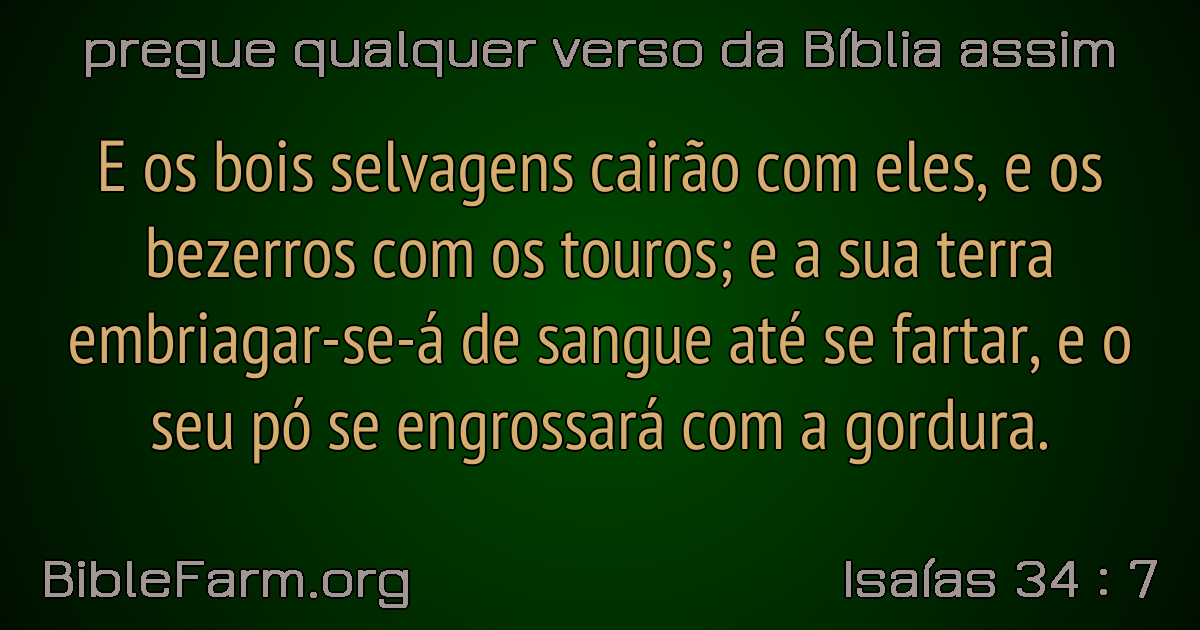 pregue qualquer verso da Bíblia assim
E os bois selvagens cairão com eles, e os
bezerros com os touros; e a sua terra
embriagar-se-á de sangue até se fartar, e o
seu pó se engrossará com a gordura.
BibleFarm.org
Isaías 34 : 7